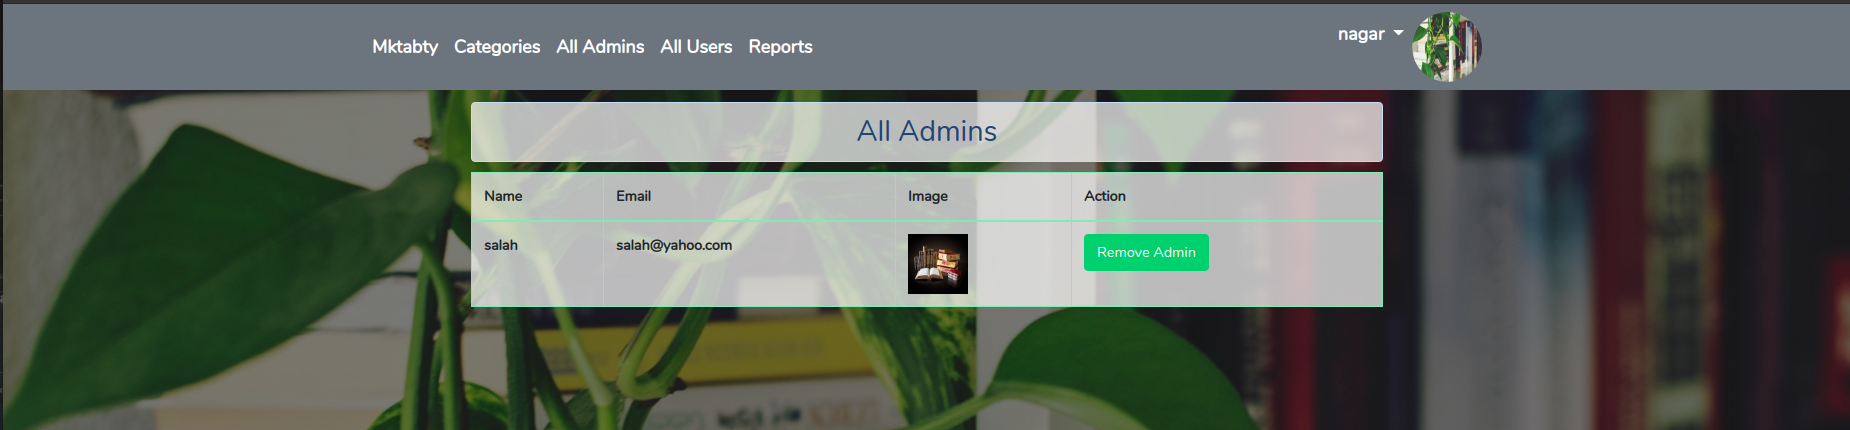 Mktabty Categories All Admins All Users Reports nagar
All Admins
Name Email Image Action
salah salah@yahoo.com Remove Admin